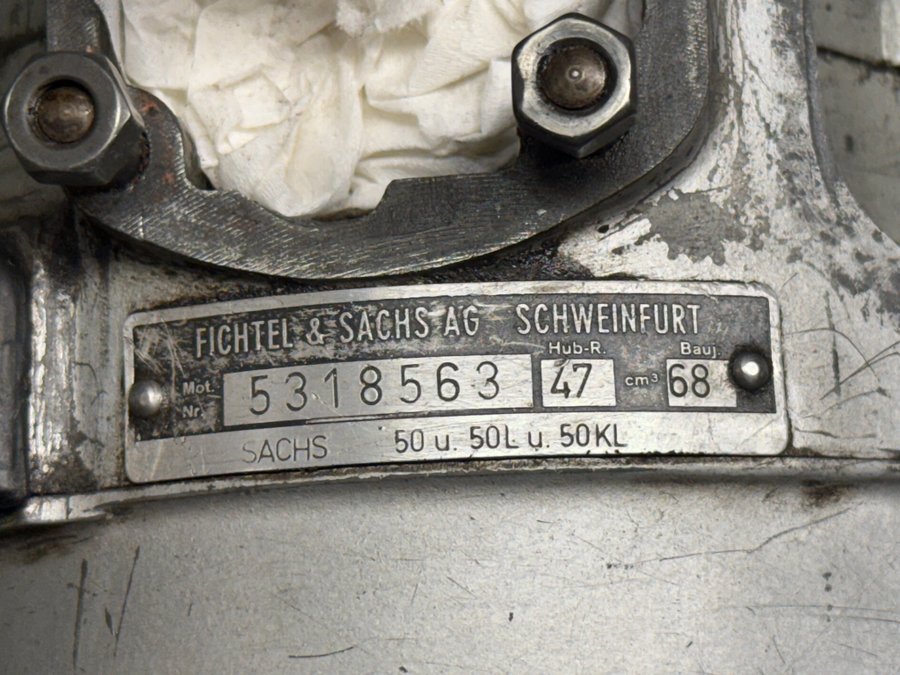 FICHTEL & SACHS AG SCHWEINFURT
Mot. Nr. 5318563 Hub-R. 47 cm³ Bauj. 68
SACHS 50 u. 50L u. 50KL